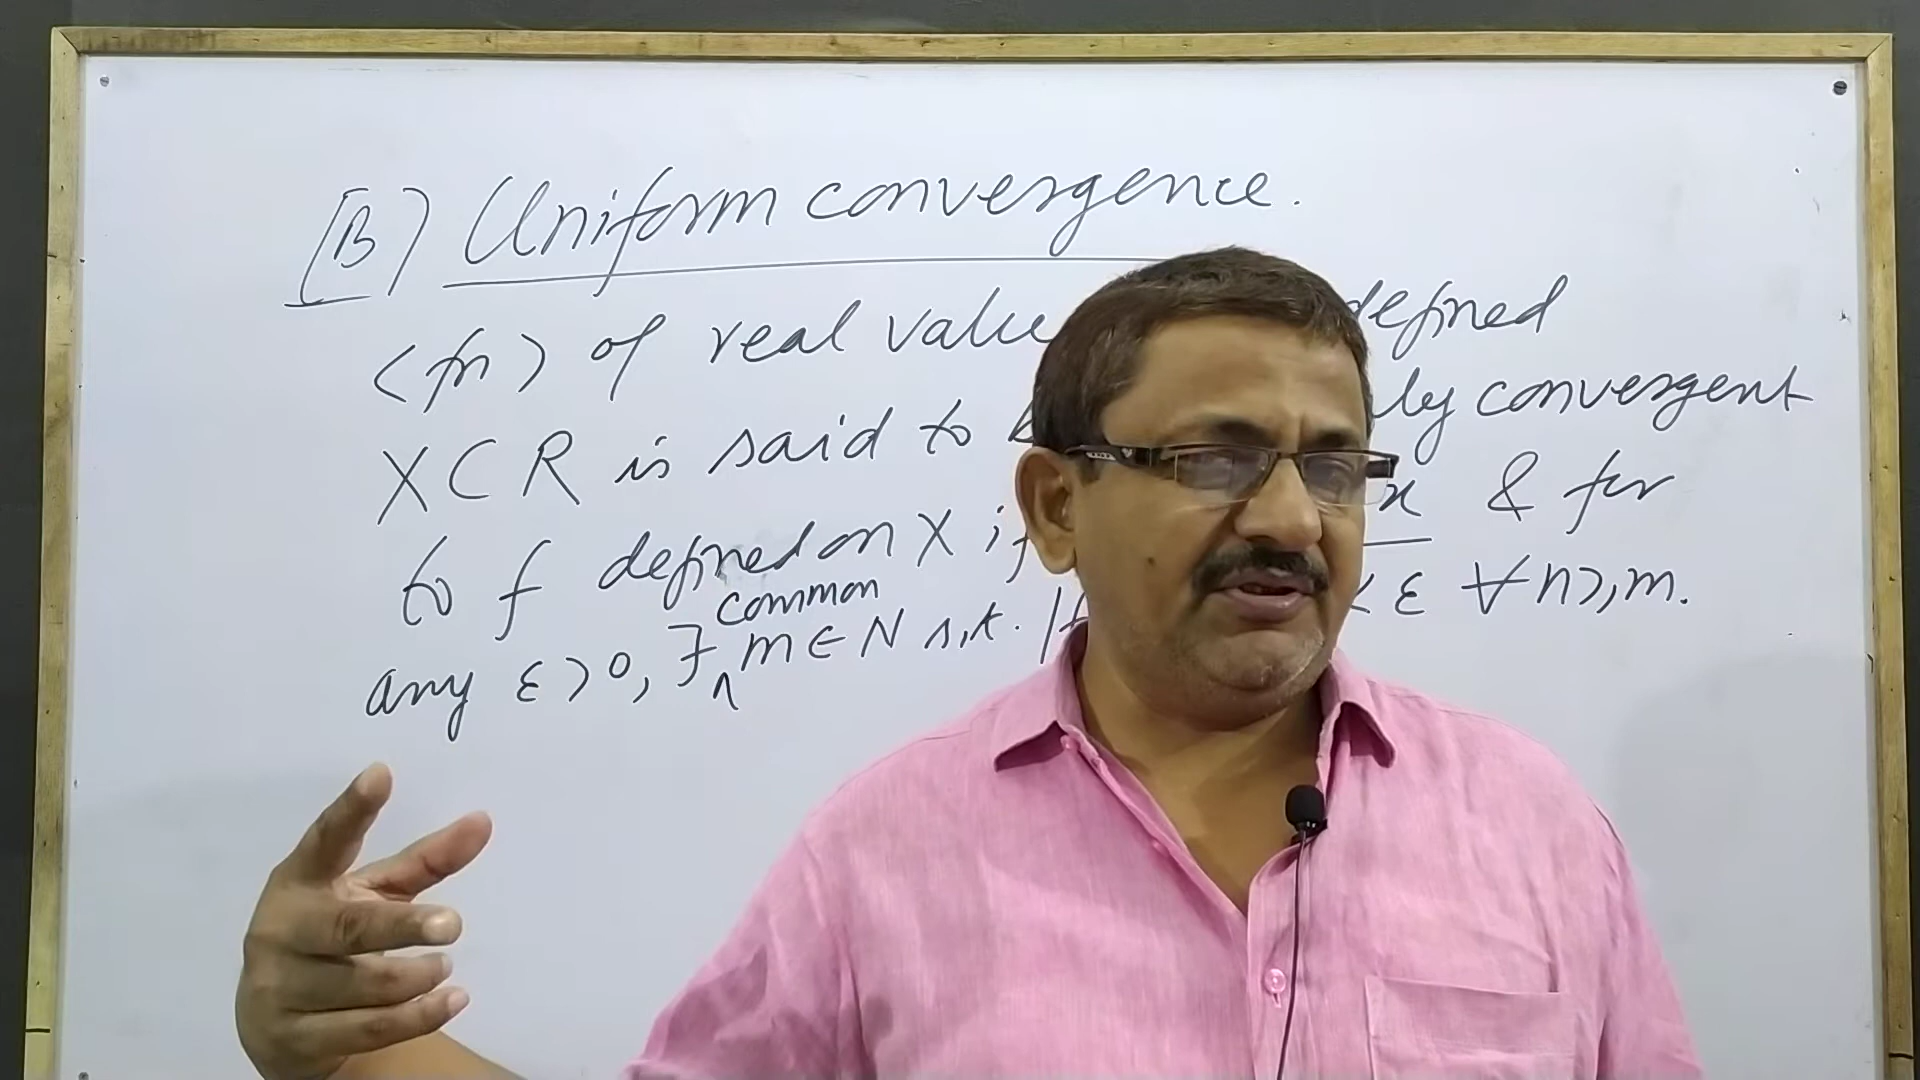 [B) Uniform convergence.
<fn> of real value defined
X ⊂ R is said to ly convergent
to f defined on X if x & for
any ε > 0, ∃ ‸ common m ∈ N s.t. |f < ε ∀ n ≥, m.